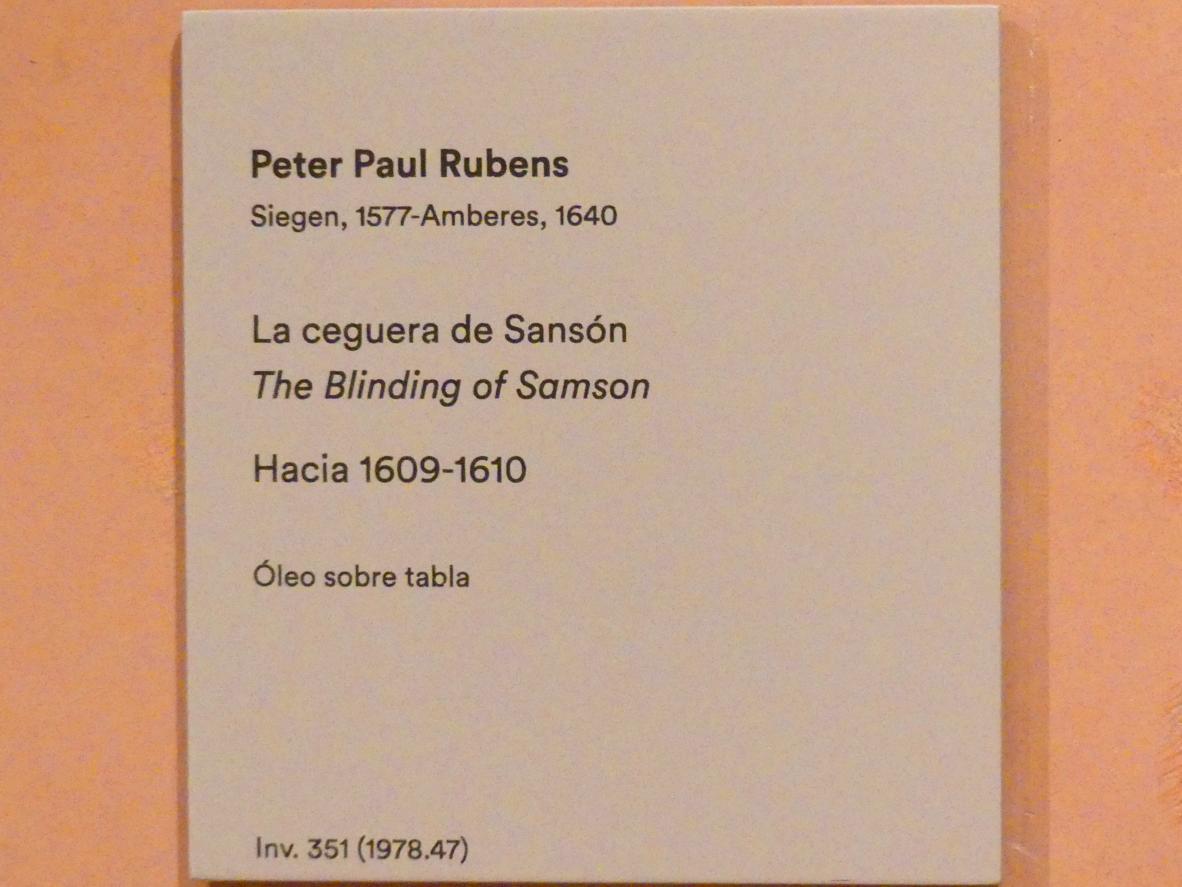 Peter Paul Rubens
Siegen, 1577-Amberes, 1640
La ceguera de Sansón
The Blinding of Samson
Hacia 1609-1610
Óleo sobre tabla
Inv. 351 (1978.47)